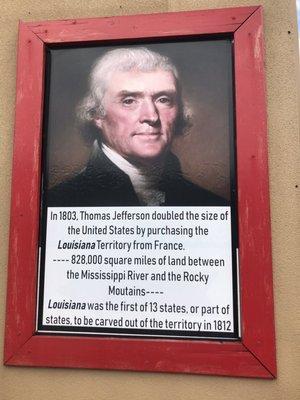 In 1803, Thomas Jefferson doubled the size of
the United States by purchasing the
Louisiana Territory from France.
---- 828,000 square miles of land between
the Mississippi River and the Rocky
Moutains----
Louisiana was the first of 13 states, or part of
states, to be carved out of the territory in 1812